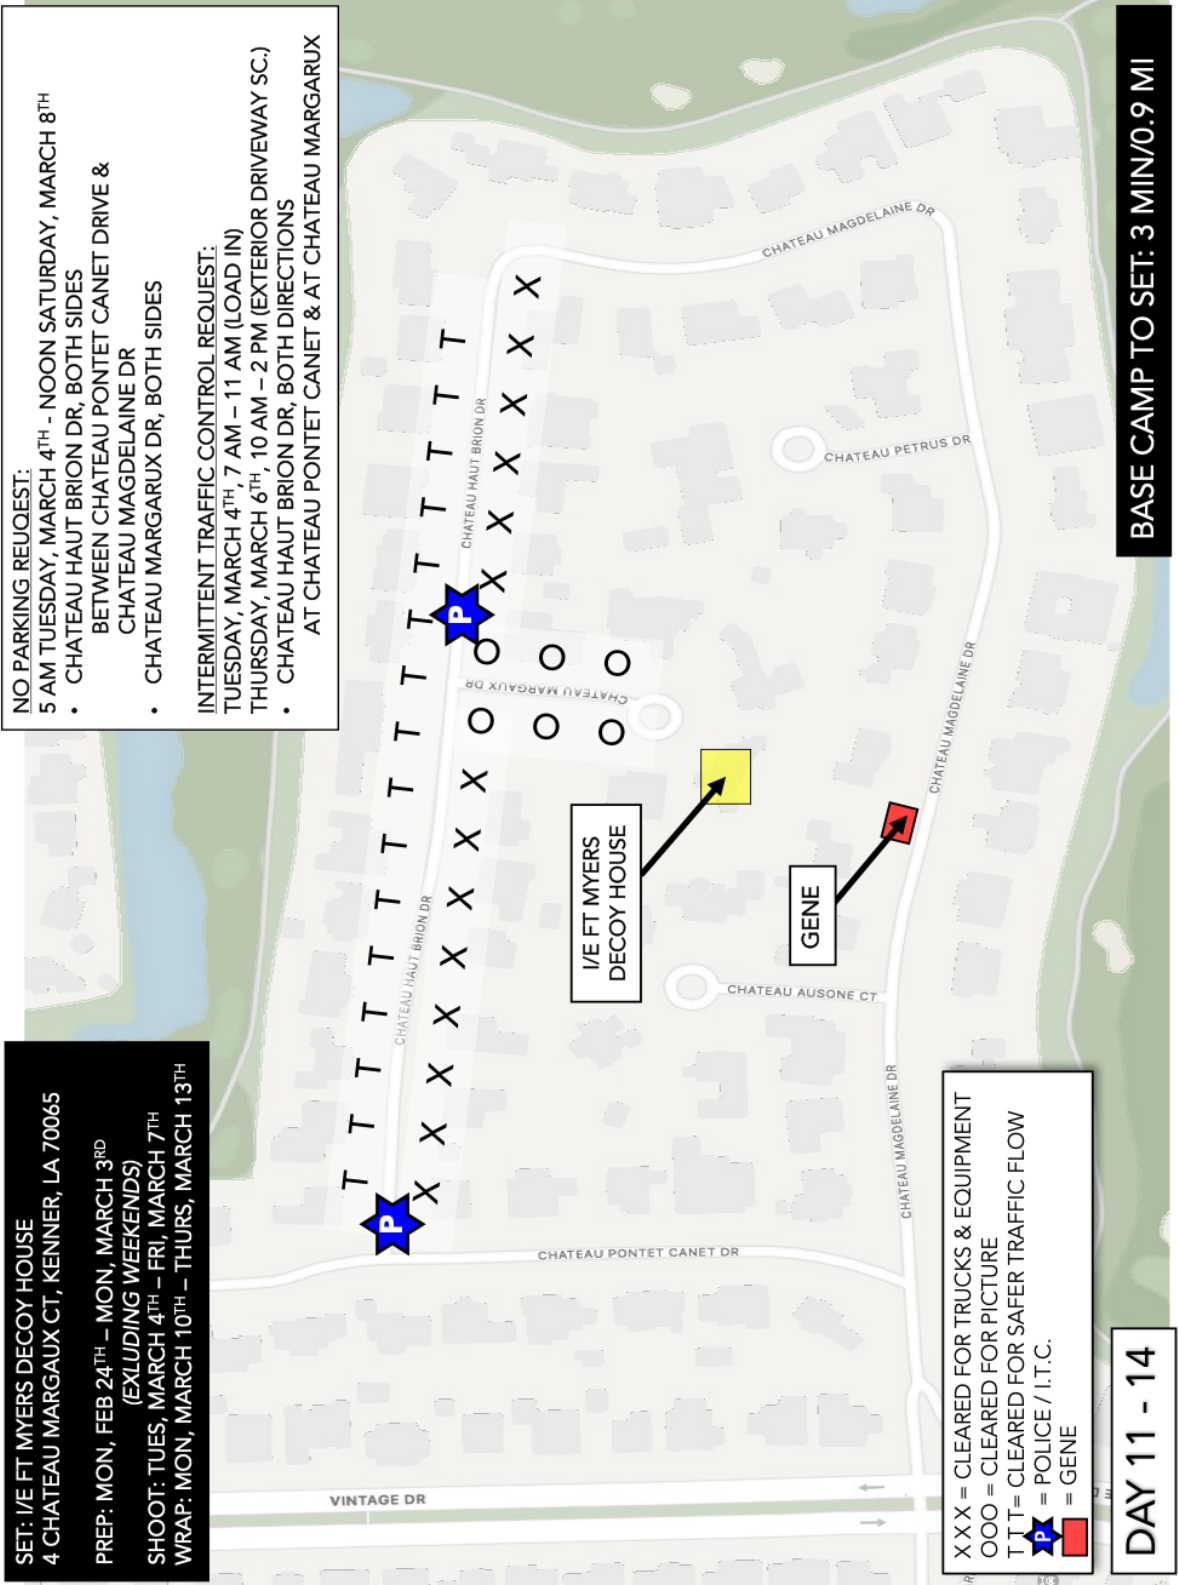 SET: I/E FT MYERS DECOY HOUSE
4 CHATEAU MARGAUX CT, KENNER, LA 70065
PREP: MON, FEB 24TH – MON, MARCH 3RD
(EXLUDING WEEKENDS)
SHOOT: TUES, MARCH 4TH – FRI, MARCH 7TH
WRAP: MON, MARCH 10TH – THURS, MARCH 13TH
NO PARKING REUQEST:
5 AM TUESDAY, MARCH 4TH - NOON SATURDAY, MARCH 8TH
• CHATEAU HAUT BRION DR, BOTH SIDES
BETWEEN CHATEAU PONTET CANET DRIVE &
CHATEAU MAGDELAINE DR
• CHATEAU MARGARUX DR, BOTH SIDES
INTERMITTENT TRAFFIC CONTROL REQUEST:
TUESDAY, MARCH 4TH, 7 AM – 11 AM (LOAD IN)
THURSDAY, MARCH 6TH, 10 AM – 2 PM (EXTERIOR DRIVEWAY SC.)
• CHATEAU HAUT BRION DR, BOTH DIRECTIONS
AT CHATEAU PONTET CANET & AT CHATEAU MARGARUX
T T T T T T T T T T T T T T T T
P
P
CHATEAU HAUT BRION DR
CHATEAU HAUT BRION DR
X X X X X X X X
X X X X X X
O O O
O O O
CHATEAU MARGAUX DR
I/E FT MYERS
DECOY HOUSE
GENE
CHATEAU AUSONE CT
CHATEAU PETRUS DR
CHATEAU MAGDELAINE DR
CHATEAU MAGDELAINE DR
CHATEAU MAGDELAINE DR
CHATEAU PONTET CANET DR
VINTAGE DR
X X X = CLEARED FOR TRUCKS & EQUIPMENT
OOO = CLEARED FOR PICTURE
T T T = CLEARED FOR SAFER TRAFFIC FLOW
P = POLICE / I.T.C.
= GENE
DAY 11 - 14
BASE CAMP TO SET: 3 MIN/0.9 MI